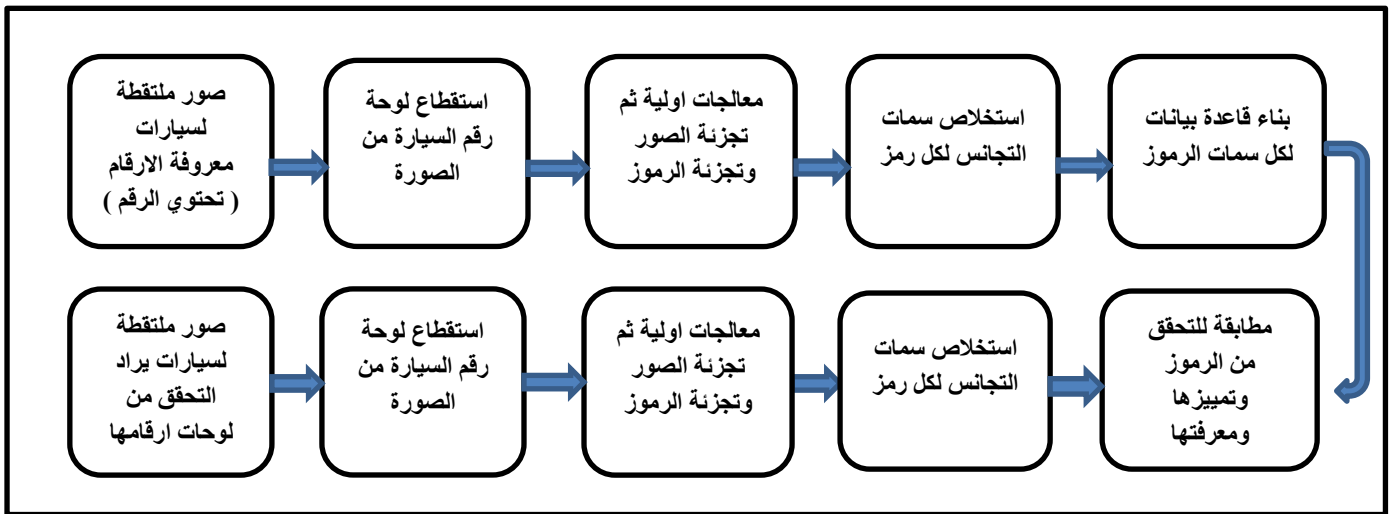 صور ملتقطة
لسيارات
معروفة الارقام
( تحتوي الرقم )
استقطاع لوحة
رقم السيارة من
الصورة
معالجات اولية ثم
تجزئة الصور
وتجزئة الرموز
استخلاص سمات
التجانس لكل رمز
بناء قاعدة بيانات
لكل سمات الرموز
صور ملتقطة
لسيارات يراد
التحقق من
لوحات ارقامها
استقطاع لوحة
رقم السيارة من
الصورة
معالجات اولية ثم
تجزئة الصور
وتجزئة الرموز
استخلاص سمات
التجانس لكل رمز
مطابقة للتحقق
من الرموز
وتمييزها
ومعرفتها